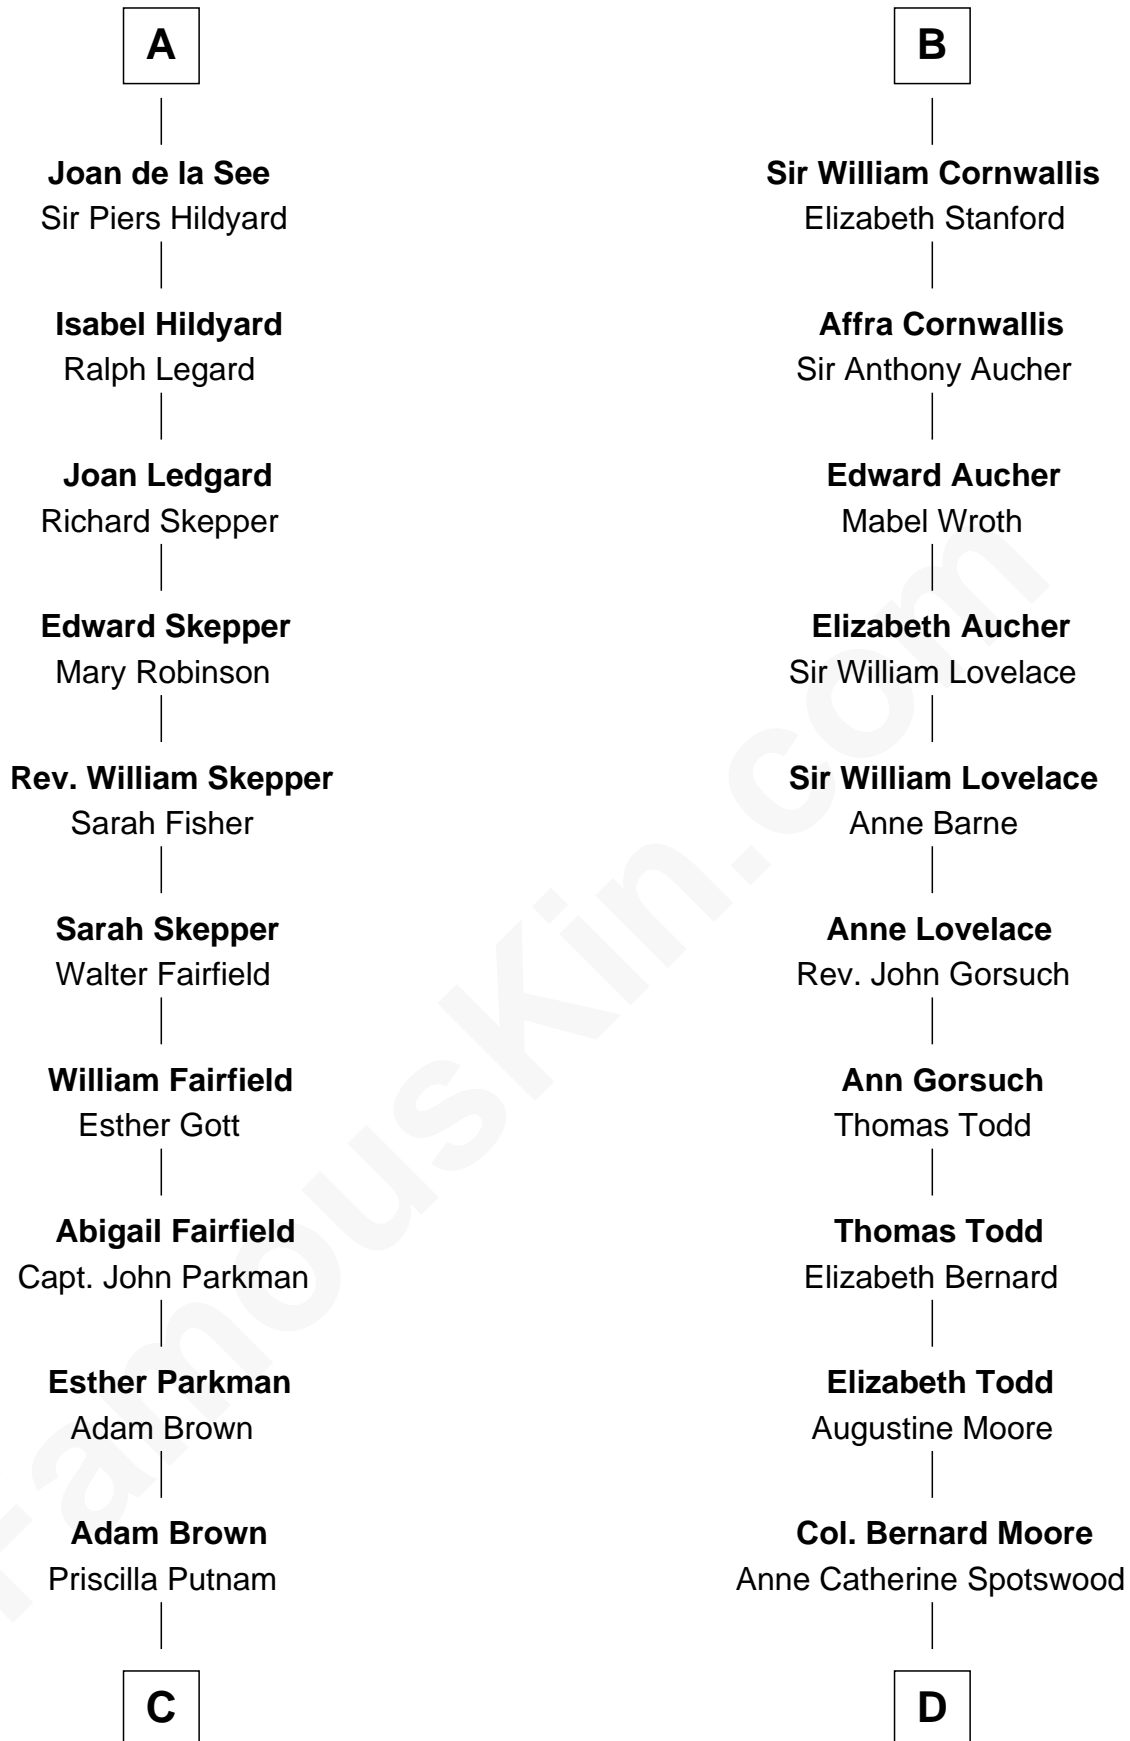 A
Joan de la See
Sir Piers Hildyard
Isabel Hildyard
Ralph Legard
Joan Ledgard
Richard Skepper
Edward Skepper
Mary Robinson
Rev. William Skepper
Sarah Fisher
Sarah Skepper
Walter Fairfield
William Fairfield
Esther Gott
Abigail Fairfield
Capt. John Parkman
Esther Parkman
Adam Brown
Adam Brown
Priscilla Putnam
C
B
Sir William Cornwallis
Elizabeth Stanford
Affra Cornwallis
Sir Anthony Aucher
Edward Aucher
Mabel Wroth
Elizabeth Aucher
Sir William Lovelace
Sir William Lovelace
Anne Barne
Anne Lovelace
Rev. John Gorsuch
Ann Gorsuch
Thomas Todd
Thomas Todd
Elizabeth Bernard
Elizabeth Todd
Augustine Moore
Col. Bernard Moore
Anne Catherine Spotswood
D
FamousKin.com